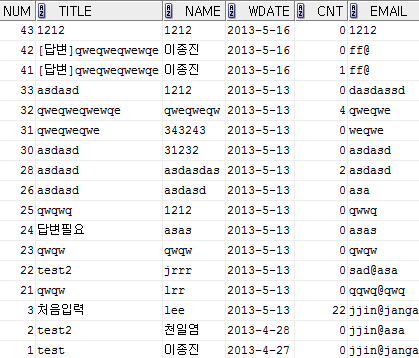 NUM TITLE NAME WDATE CNT EMAIL
43 1212 1212 2013-5-16 0 1212
42 [답변]qweqweqwewqe 이종진 2013-5-16 0 ff@
41 [답변]qweqweqwewqe 이종진 2013-5-16 1 ff@
33 asdasd 1212 2013-5-13 0 dasdassd
32 qweqweqwewqe qweqweqw 2013-5-13 4 qweqwe
31 qweqweqwe 343243 2013-5-13 0 weqwe
30 asdasd 31232 2013-5-13 0 asdasd
28 asdasd asdasdas 2013-5-13 2 asdasd
26 asdasd asdasd 2013-5-13 0 asa
25 qwqwq 1212 2013-5-13 0 qwwq
24 답변필요 asas 2013-5-13 0 asas
23 qwqw qwqw 2013-5-13 0 qwqw
22 test2 jrrr 2013-5-13 0 sad@asa
21 qwqw lrr 2013-5-13 0 qqwq@qwq
3 처음입력 lee 2013-5-13 22 jjin@janga
2 test2 천일염 2013-4-28 0 jjin@asa
1 test 이종진 2013-4-27 0 jjin@janga